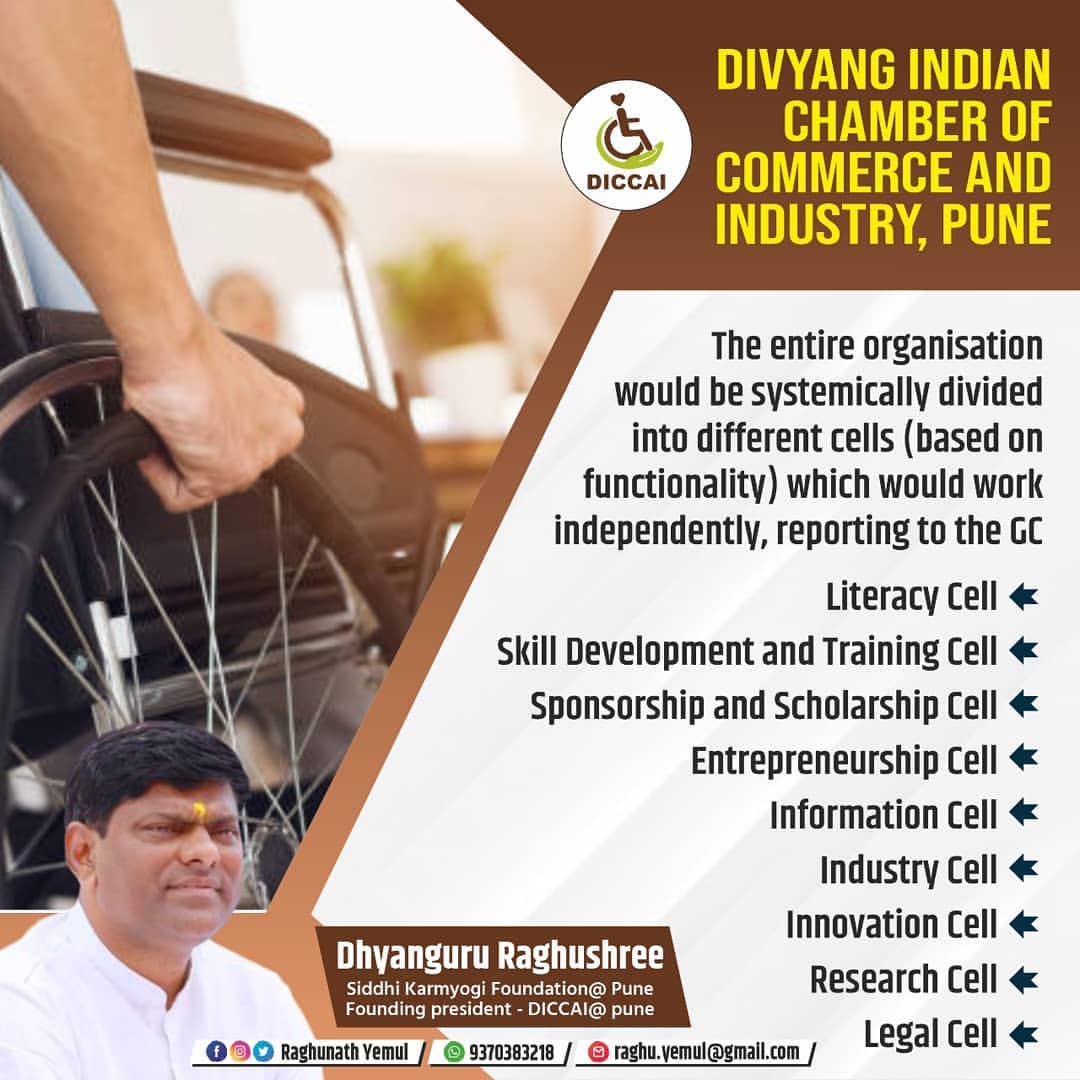 DIVYANG INDIAN
CHAMBER OF
COMMERCE AND
INDUSTRY, PUNE
DICCAI
The entire organisation
would be systemically divided
into different cells (based on
functionality) which would work
independently, reporting to the GC
Literacy Cell
Skill Development and Training Cell
Sponsorship and Scholarship Cell
Entrepreneurship Cell
Information Cell
Industry Cell
Innovation Cell
Research Cell
Legal Cell
Dhyanguru Raghushree
Siddhi Karmyogi Foundation@ Pune
Founding president - DICCAI@ pune
Raghunath Yemul / 9370383218 / raghu.yemul@gmail.com /